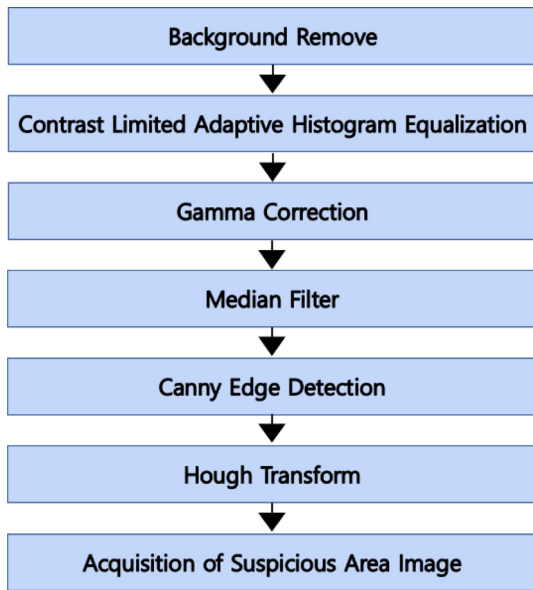 Background Remove
Contrast Limited Adaptive Histogram Equalization
Gamma Correction
Median Filter
Canny Edge Detection
Hough Transform
Acquisition of Suspicious Area Image